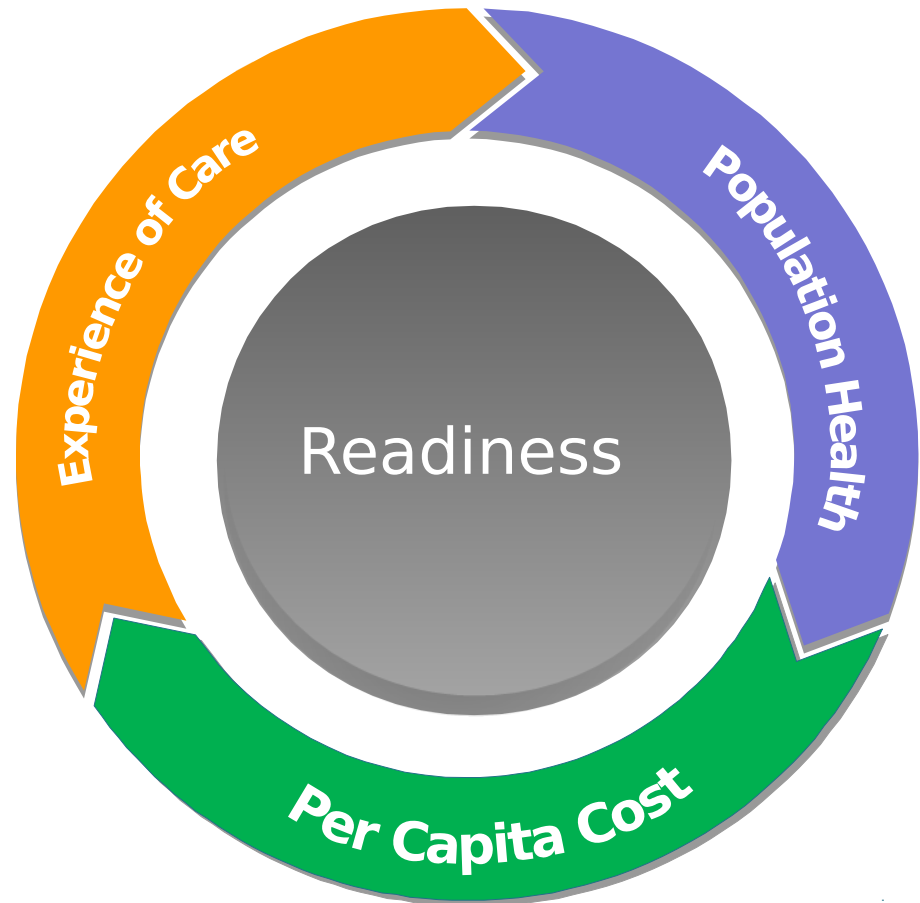 Experience of Care
Population Health
Readiness
Per Capita Cost